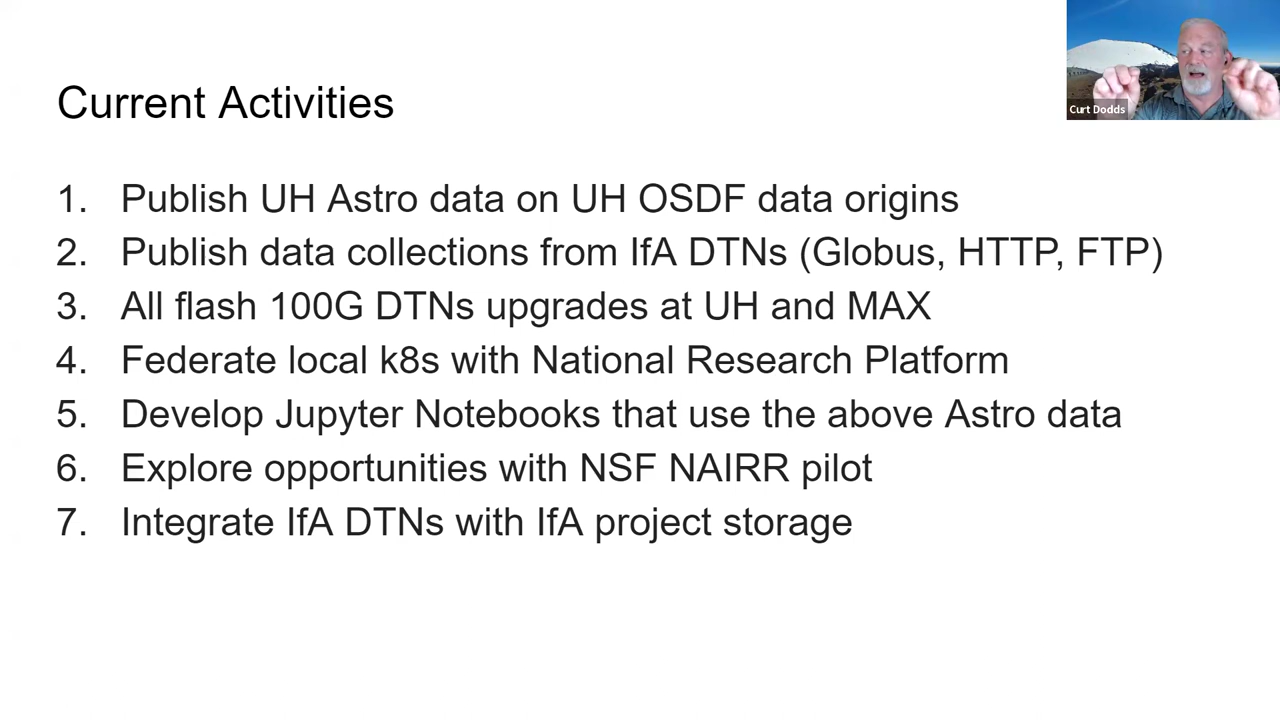 Current Activities
Curt Dodds
1. Publish UH Astro data on UH OSDF data origins
2. Publish data collections from IfA DTNs (Globus, HTTP, FTP)
3. All flash 100G DTNs upgrades at UH and MAX
4. Federate local k8s with National Research Platform
5. Develop Jupyter Notebooks that use the above Astro data
6. Explore opportunities with NSF NAIRR pilot
7. Integrate IfA DTNs with IfA project storage